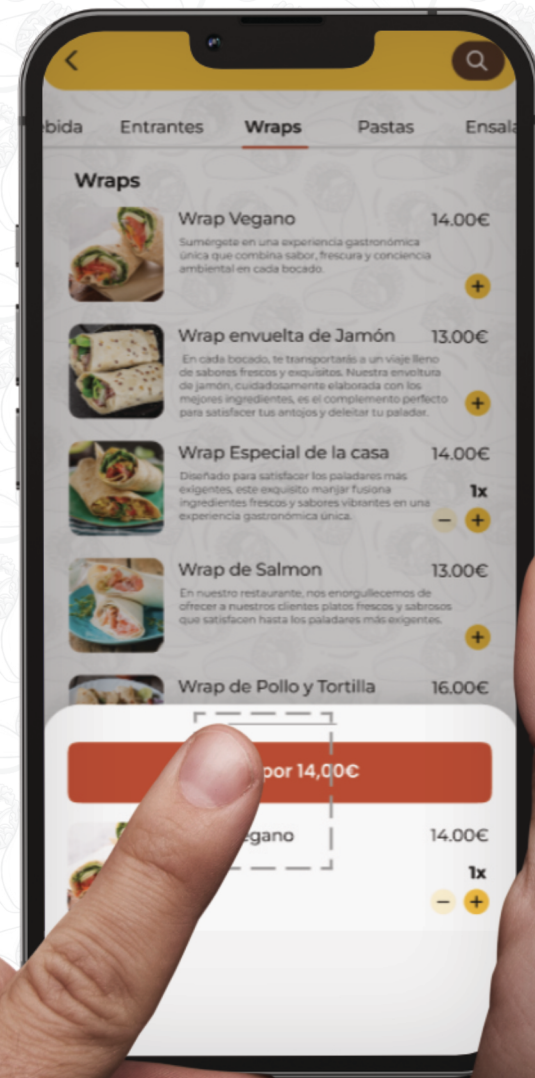 Entrantes
Wraps
Pastas
Wraps
Wrap Vegano 14.00€
Sumérgete en una experiencia gastronómica
única que combina sabor, frescura y conciencia
ambiental en cada bocado.
+
Wrap envuelta de Jamón 13.00€
En cada bocado, te transportarás a un viaje lleno
de sabores frescos y exquisitos. Nuestra envoltura
de jamón, cuidadosamente elaborada con los
mejores ingredientes, es el complemento perfecto
para satisfacer tus antojos y deleitar tu paladar.
+
Wrap Especial de la casa 14.00€
Diseñado para satisfacer los paladares más
exigentes, este exquisito manjar fusiona
ingredientes frescos y sabores vibrantes en una
experiencia gastronómica única.
1x
− +
Wrap de Salmon 13.00€
En nuestro restaurante, nos enorgullecemos de
ofrecer a nuestros clientes platos frescos y sabrosos
que satisfacen hasta los paladares más exigentes.
+
Wrap de Pollo y Tortilla 16.00€
por 14,00€
14.00€
1x
− +